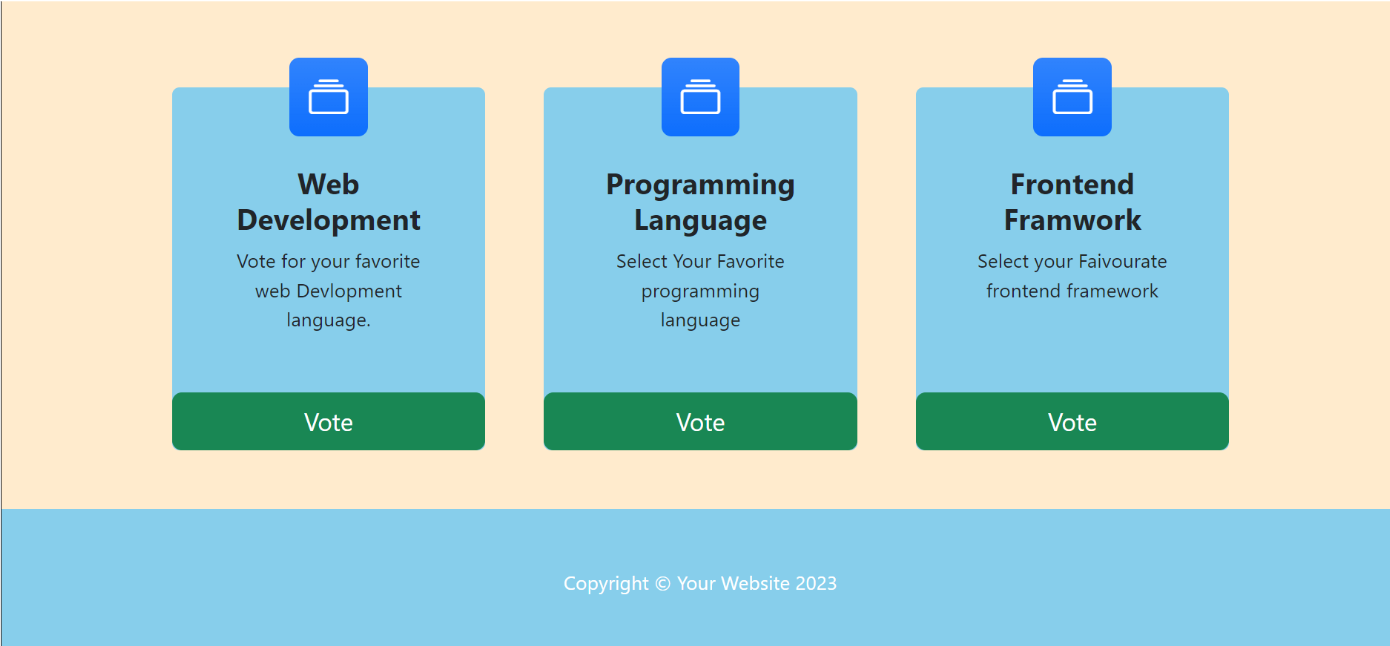 Web
Development
Vote for your favorite
web Devlopment
language.
Vote
Programming
Language
Select Your Favorite
programming
language
Vote
Frontend
Framwork
Select your Faivourate
frontend framework
Vote
Copyright © Your Website 2023